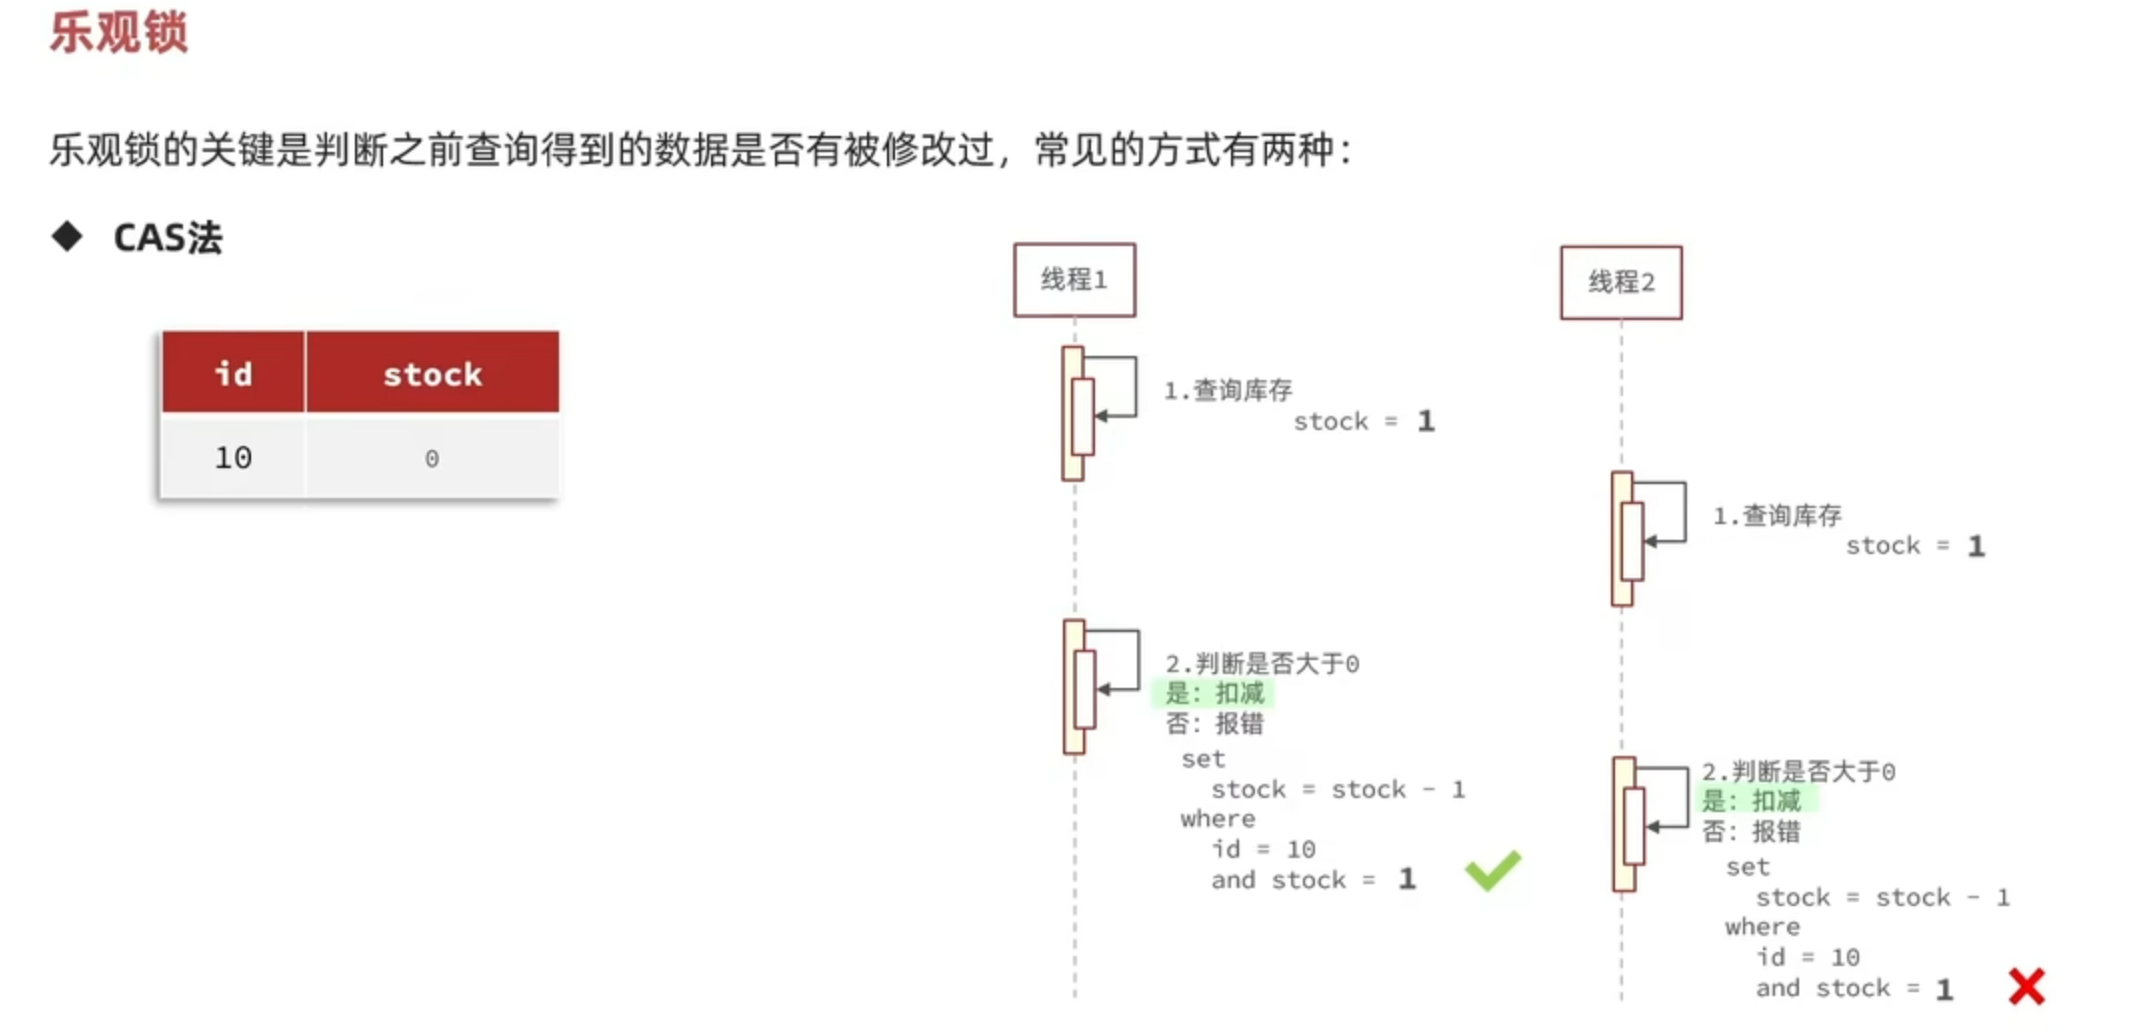 乐观锁
乐观锁的关键是判断之前查询得到的数据是否有被修改过，常见的方式有两种：
CAS法
id stock
10 0
线程1
1.查询库存
stock = 1
2.判断是否大于0
是：扣减
否：报错
set
stock = stock - 1
where
id = 10
and stock = 1
线程2
1.查询库存
stock = 1
2.判断是否大于0
是：扣减
否：报错
set
stock = stock - 1
where
id = 10
and stock = 1